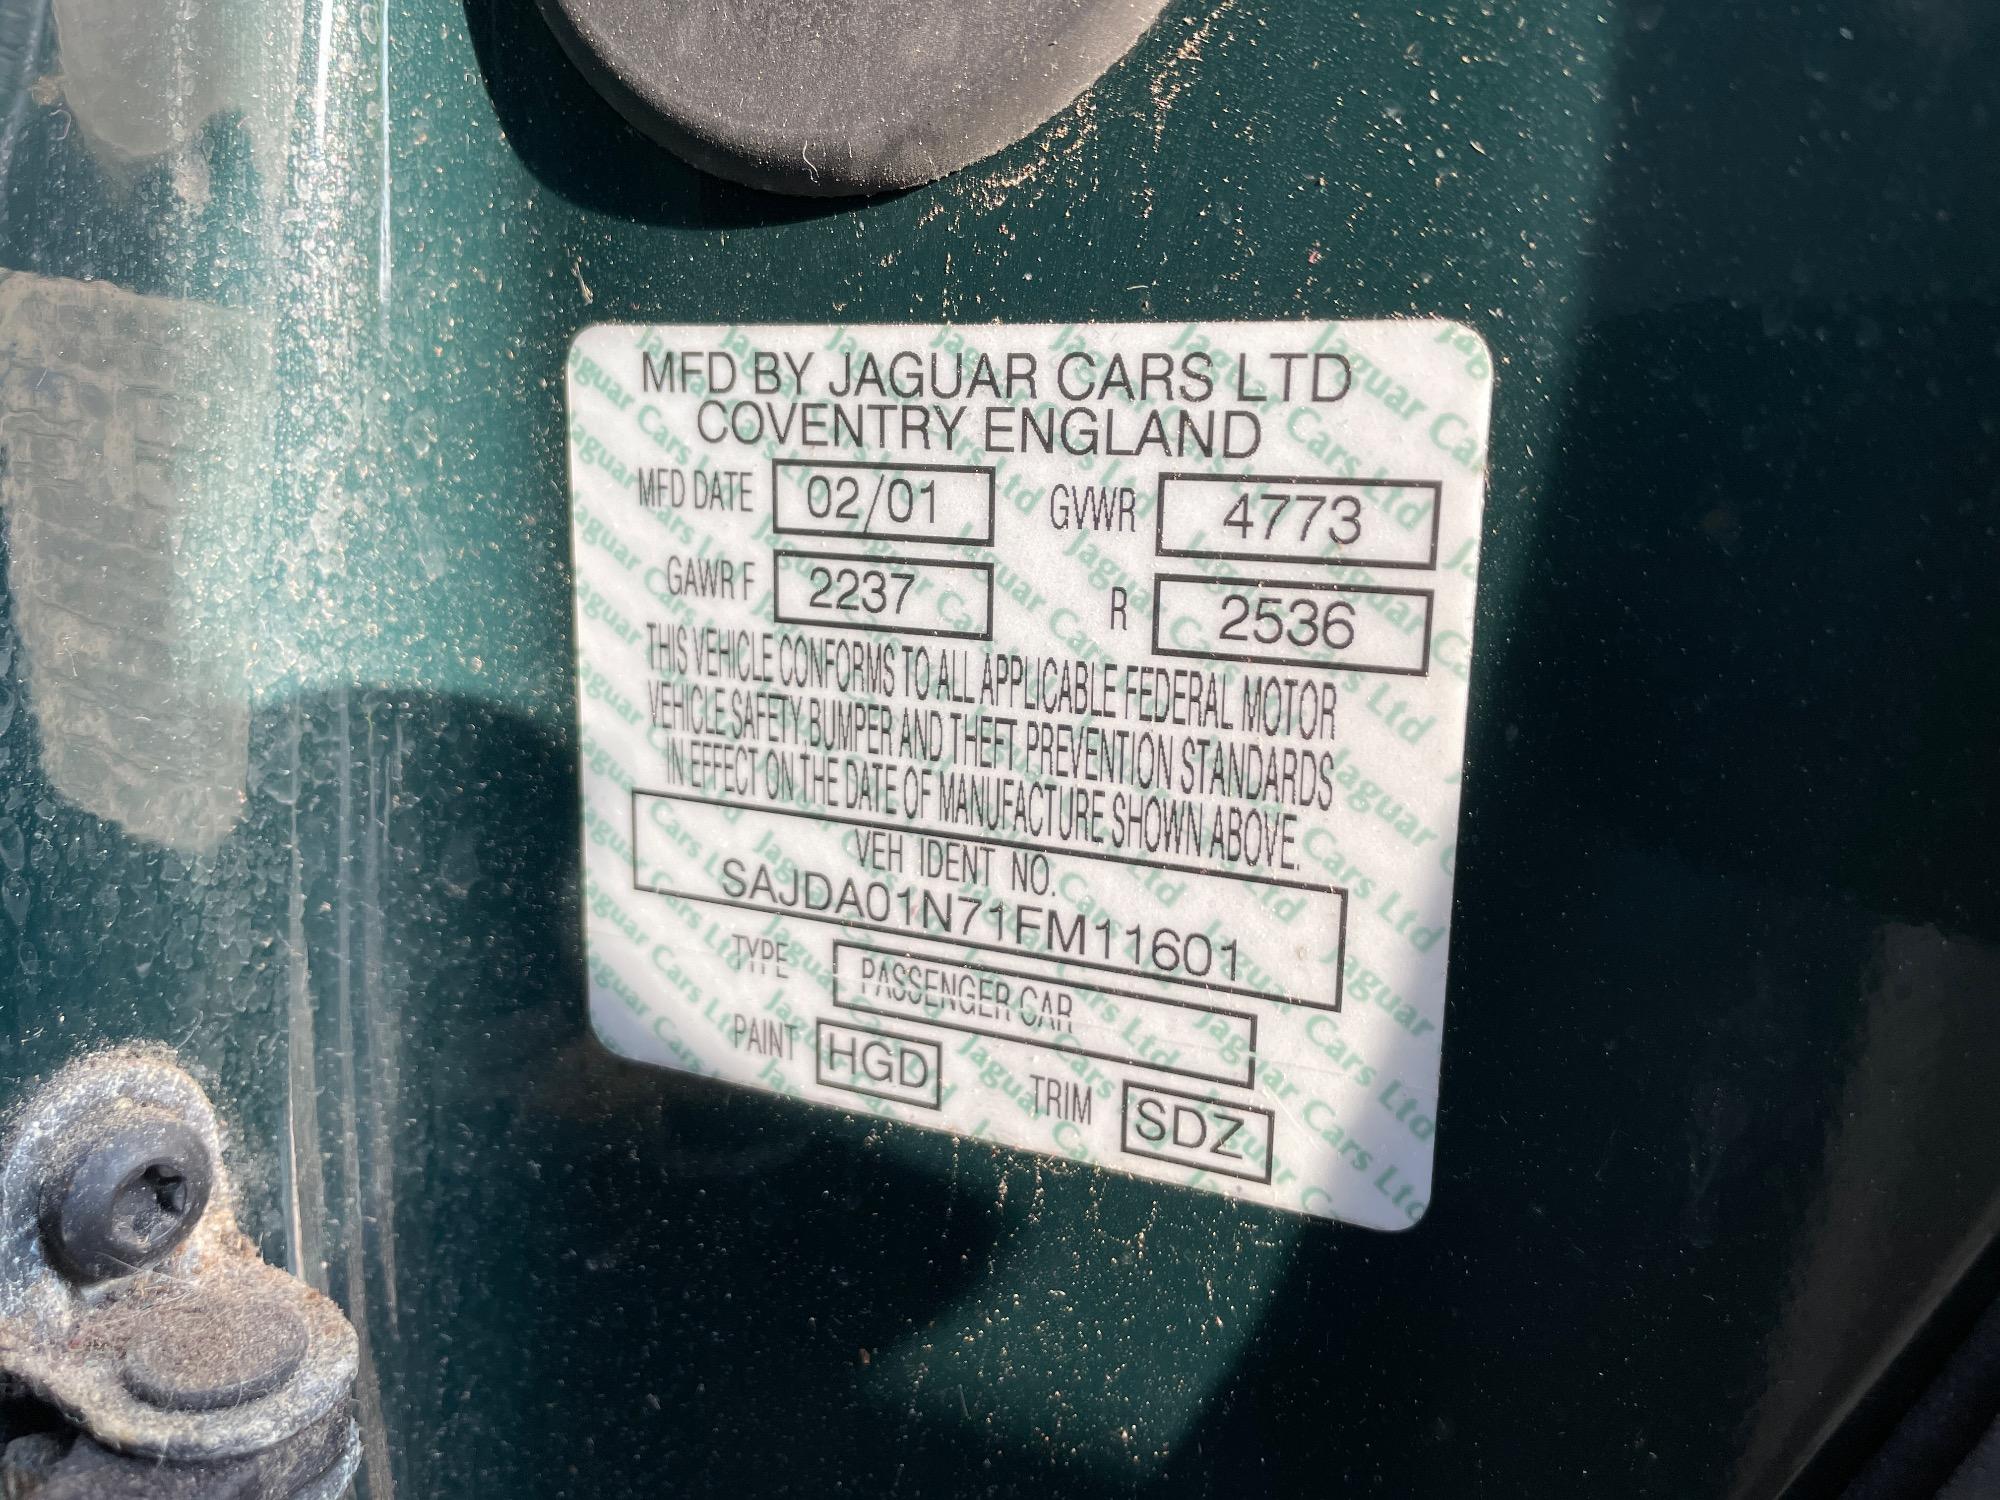 MFD BY JAGUAR CARS LTD
COVENTRY ENGLAND
MFD DATE 02/01 GVWR 4773
GAWR F 2237 R 2536
THIS VEHICLE CONFORMS TO ALL APPLICABLE FEDERAL MOTOR
VEHICLE SAFETY, BUMPER AND THEFT PREVENTION STANDARDS
IN EFFECT ON THE DATE OF MANUFACTURE SHOWN ABOVE.
VEH IDENT NO.
SAJDA01N71FM11601
TYPE PASSENGER CAR
PAINT HGD TRIM SDZ